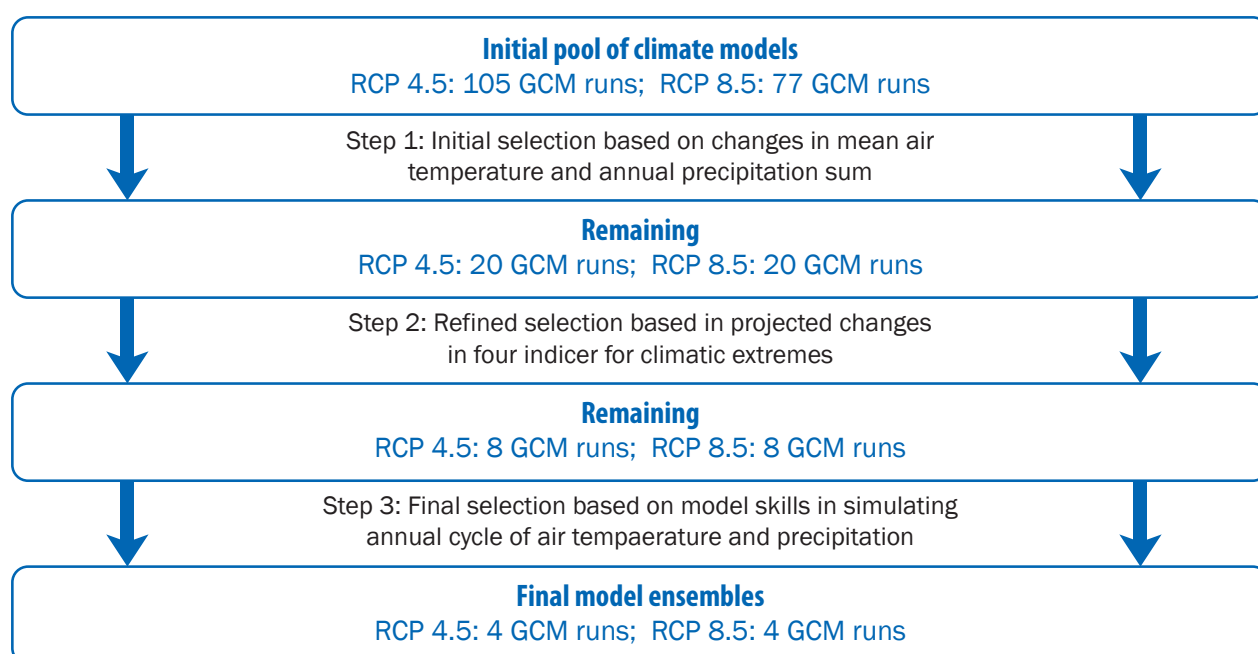 Initial pool of climate models
RCP 4.5: 105 GCM runs; RCP 8.5: 77 GCM runs
Step 1: Initial selection based on changes in mean air
temperature and annual precipitation sum
Remaining
RCP 4.5: 20 GCM runs; RCP 8.5: 20 GCM runs
Step 2: Refined selection based in projected changes
in four indicer for climatic extremes
Remaining
RCP 4.5: 8 GCM runs; RCP 8.5: 8 GCM runs
Step 3: Final selection based on model skills in simulating
annual cycle of air tempaerature and precipitation
Final model ensembles
RCP 4.5: 4 GCM runs; RCP 8.5: 4 GCM runs